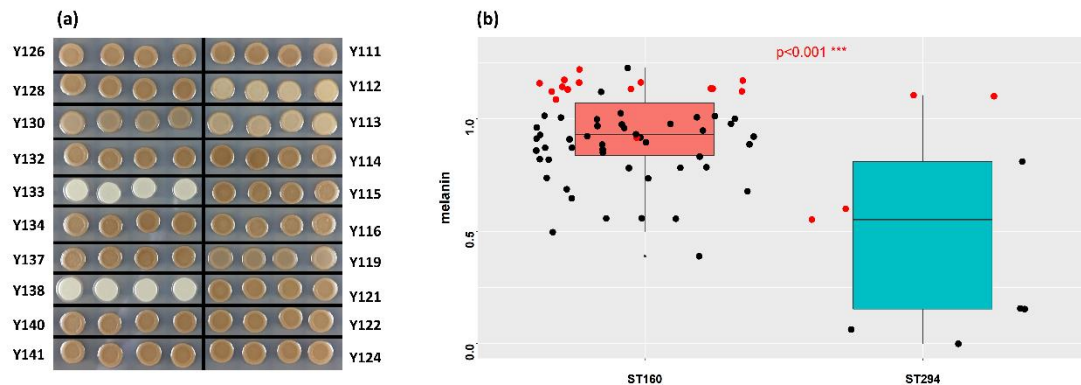 (a)
Y126 Y111
Y128 Y112
Y130 Y113
Y132 Y114
Y133 Y115
Y134 Y116
Y137 Y119
Y138 Y121
Y140 Y122
Y141 Y124
(b)
p<0.001 ***
melanin
1.0
0.5
0.0
ST160 ST294